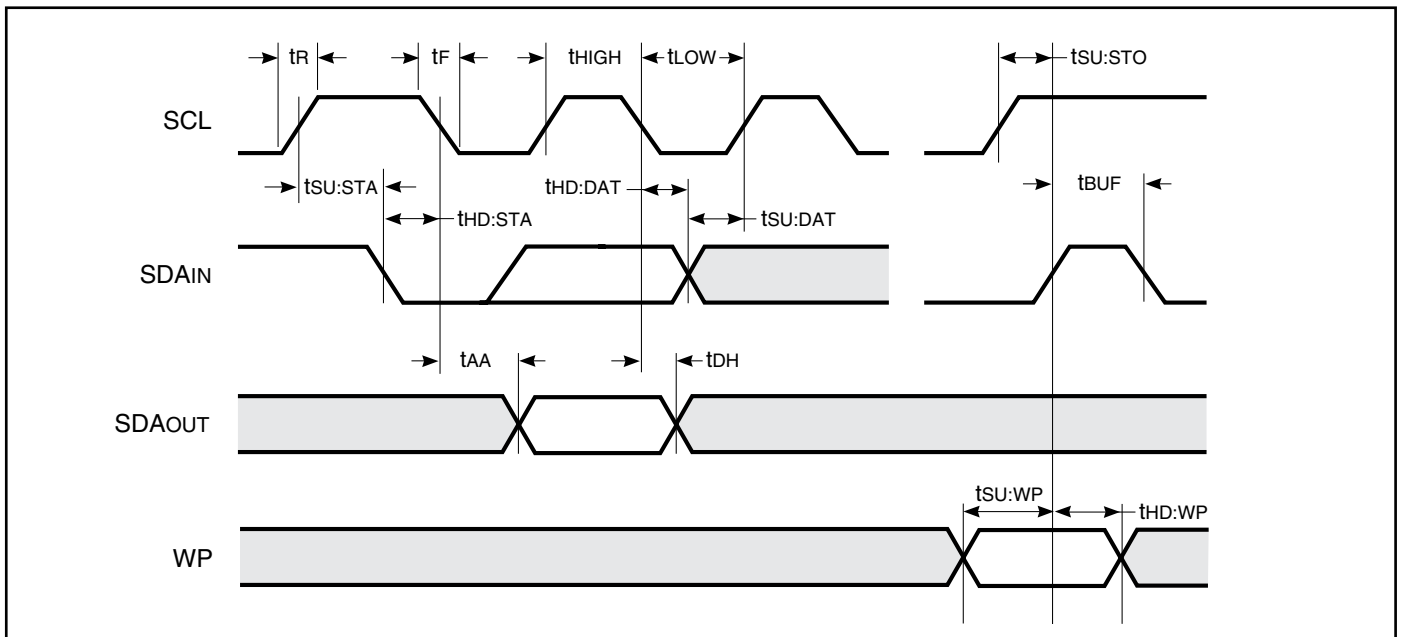 tR
tF
tHIGH
tLOW
tSU:STO
SCL
tSU:STA
tHD:STA
tHD:DAT
tSU:DAT
tBUF
SDAIN
tAA
tDH
SDAOUT
tSU:WP
tHD:WP
WP